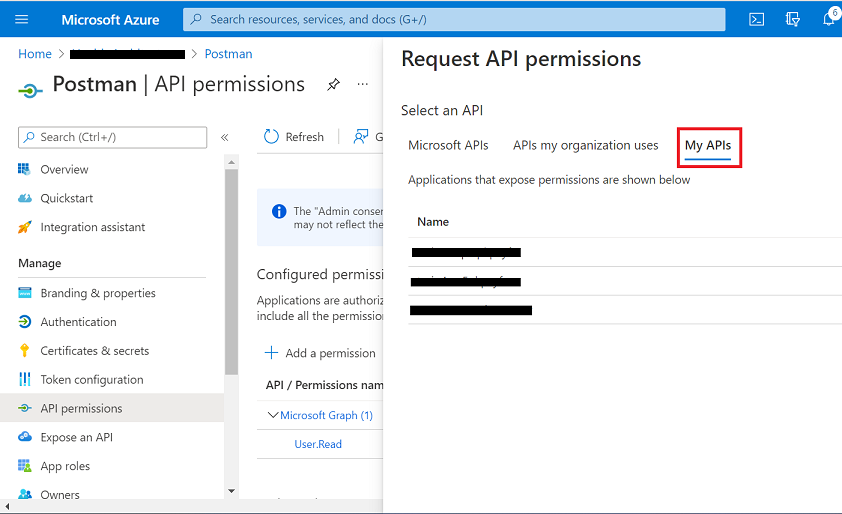 Microsoft Azure
Search resources, services, and docs (G+/)
6
Home > > Postman
Postman | API permissions
...
Search (Ctrl+/)
«
Overview
Quickstart
Integration assistant
Manage
Branding & properties
Authentication
Certificates & secrets
Token configuration
API permissions
Expose an API
App roles
Owners
Refresh
G
The "Admin conser
may not reflect the
Configured permissi
Applications are authoriz
include all the permission
+ Add a permission
API / Permissions nam
Microsoft Graph (1)
User.Read
Request API permissions
Select an API
Microsoft APIs
APIs my organization uses
My APIs
Applications that expose permissions are shown below
Name